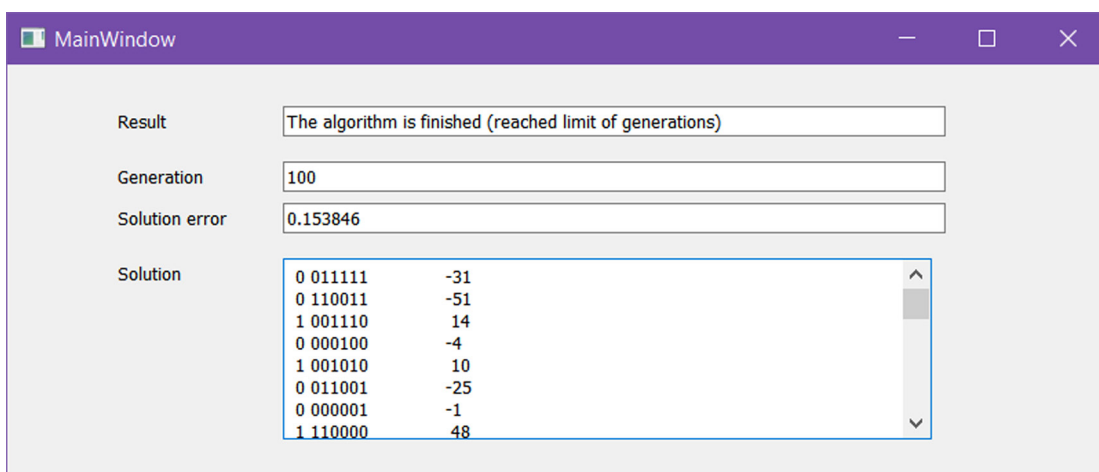 MainWindow
Result The algorithm is finished (reached limit of generations)
Generation 100
Solution error 0.153846
Solution 0 011111 -31
0 110011 -51
1 001110 14
0 000100 -4
1 001010 10
0 011001 -25
0 000001 -1
1 110000 48